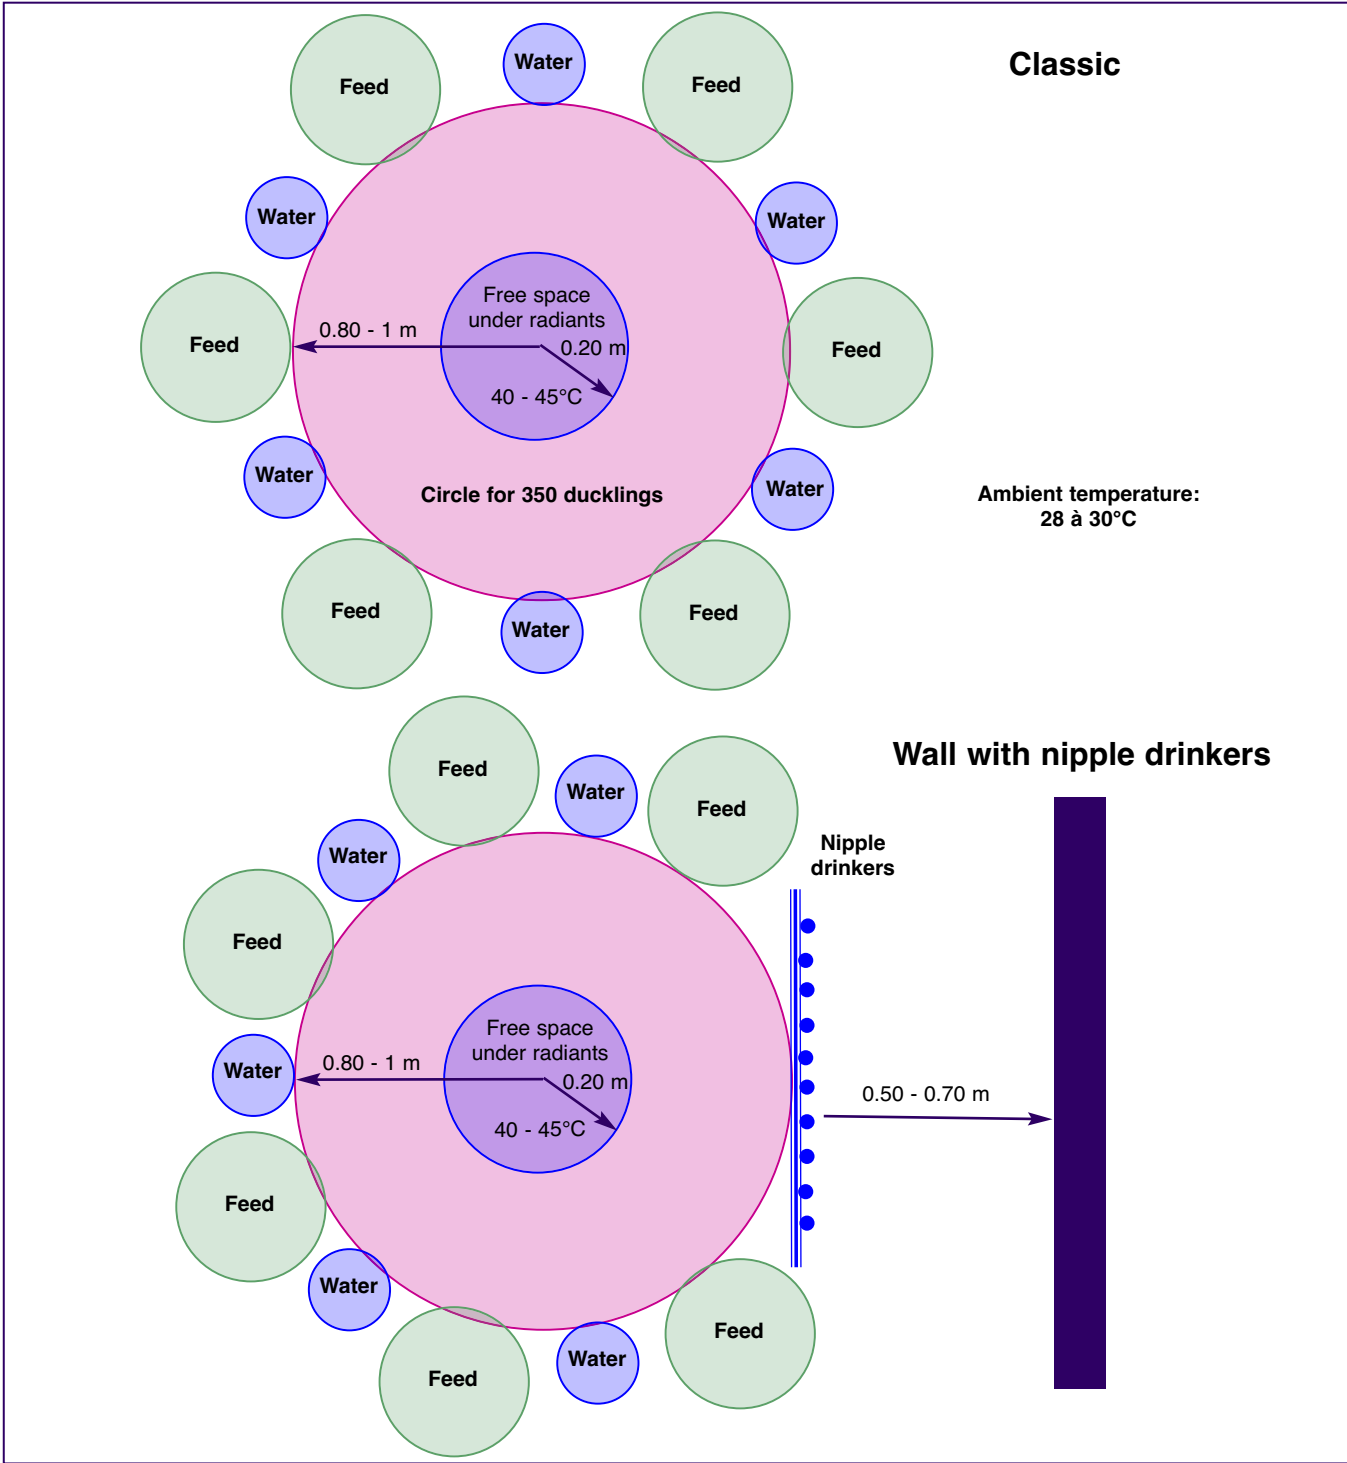 Classic
Water
Feed
Feed
Water
Water
Free space
under radiants
0.80 - 1 m
0.20 m
Feed
Feed
40 - 45°C
Water
Water
Circle for 350 ducklings
Ambient temperature:
28 à 30°C
Feed
Feed
Water
Wall with nipple drinkers
Feed
Water
Feed
Nipple
drinkers
Water
Feed
Free space
under radiants
0.80 - 1 m
0.20 m
Water
0.50 - 0.70 m
40 - 45°C
Feed
Water
Feed
Water
Feed